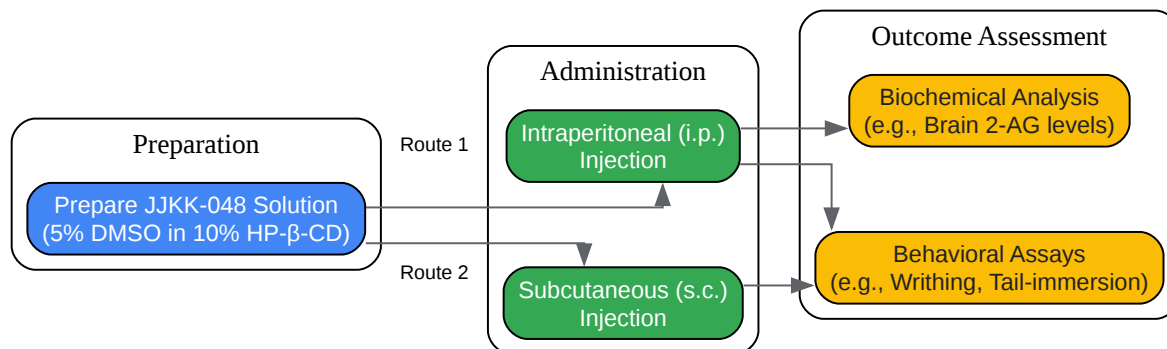 Preparation
Prepare JJKK-048 Solution
(5% DMSO in 10% HP-β-CD)
Route 1
Route 2
Administration
Intraperitoneal (i.p.)
Injection
Subcutaneous (s.c.)
Injection
Outcome Assessment
Biochemical Analysis
(e.g., Brain 2-AG levels)
Behavioral Assays
(e.g., Writhing, Tail-immersion)